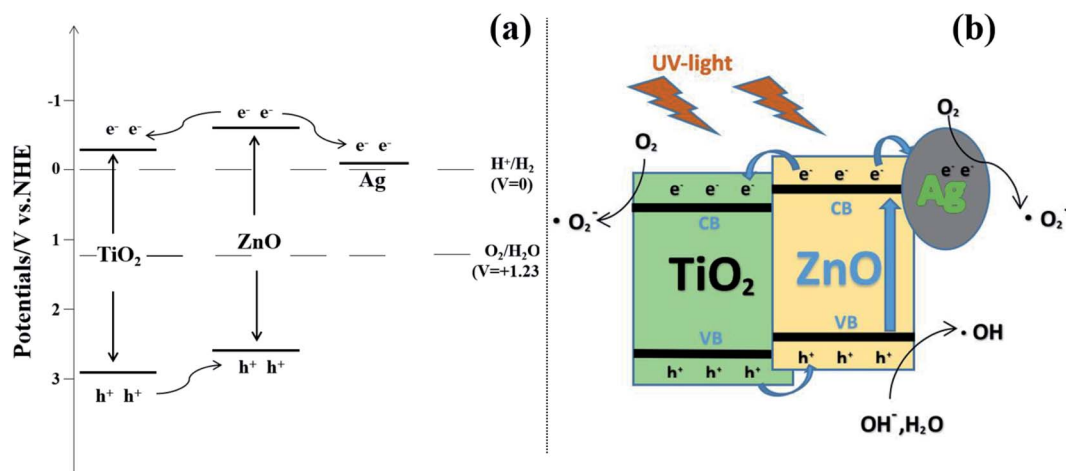 (a)
Potentials/V vs.NHE
-1
0
1
2
3
e⁻ e⁻
e⁻ e⁻
e⁻ e⁻
Ag
H⁺/H₂
(V=0)
TiO₂
ZnO
O₂/H₂O
(V=+1.23
h⁺ h⁺
h⁺ h⁺
(b)
UV-light
O₂
• O₂⁻
e⁻ e⁻ e⁻
CB
TiO₂
VB
h⁺ h⁺ h⁺
e⁻ e⁻ e⁻
CB
ZnO
VB
h⁺ h⁺ h⁺
O₂
e⁻ e⁻
Ag
• O₂⁻
• OH
OH⁻,H₂O